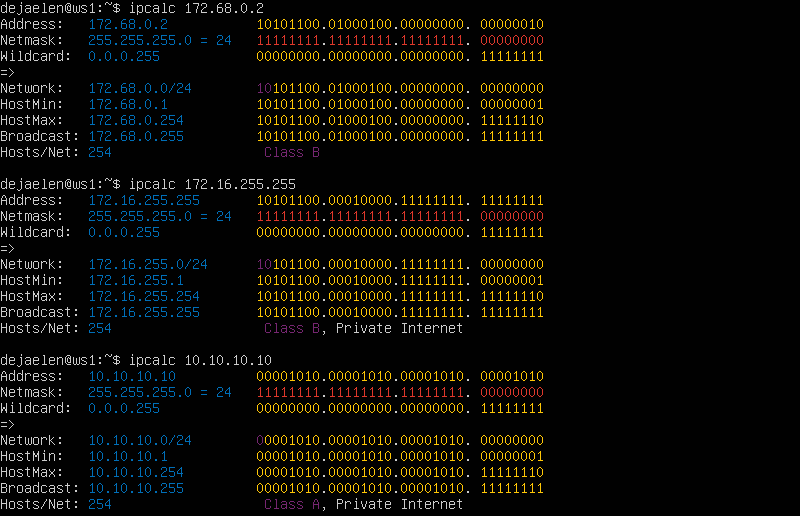 dejaelen@ws1:~$ ipcalc 172.68.0.2
Address:   172.68.0.2           10101100.01000100.00000000. 00000010
Netmask:   255.255.255.0 = 24   11111111.11111111.11111111. 00000000
Wildcard:  0.0.0.255            00000000.00000000.00000000. 11111111
=>
Network:   172.68.0.0/24        10101100.01000100.00000000. 00000000
HostMin:   172.68.0.1           10101100.01000100.00000000. 00000001
HostMax:   172.68.0.254         10101100.01000100.00000000. 11111110
Broadcast: 172.68.0.255         10101100.01000100.00000000. 11111111
Hosts/Net: 254                   Class B
dejaelen@ws1:~$ ipcalc 172.16.255.255
Address:   172.16.255.255       10101100.00010000.11111111. 11111111
Netmask:   255.255.255.0 = 24   11111111.11111111.11111111. 00000000
Wildcard:  0.0.0.255            00000000.00000000.00000000. 11111111
=>
Network:   172.16.255.0/24      10101100.00010000.11111111. 00000000
HostMin:   172.16.255.1         10101100.00010000.11111111. 00000001
HostMax:   172.16.255.254       10101100.00010000.11111111. 11111110
Broadcast: 172.16.255.255       10101100.00010000.11111111. 11111111
Hosts/Net: 254                   Class B, Private Internet
dejaelen@ws1:~$ ipcalc 10.10.10.10
Address:   10.10.10.10          00001010.00001010.00001010. 00001010
Netmask:   255.255.255.0 = 24   11111111.11111111.11111111. 00000000
Wildcard:  0.0.0.255            00000000.00000000.00000000. 11111111
=>
Network:   10.10.10.0/24        00001010.00001010.00001010. 00000000
HostMin:   10.10.10.1           00001010.00001010.00001010. 00000001
HostMax:   10.10.10.254         00001010.00001010.00001010. 11111110
Broadcast: 10.10.10.255         00001010.00001010.00001010. 11111111
Hosts/Net: 254                   Class A, Private Internet